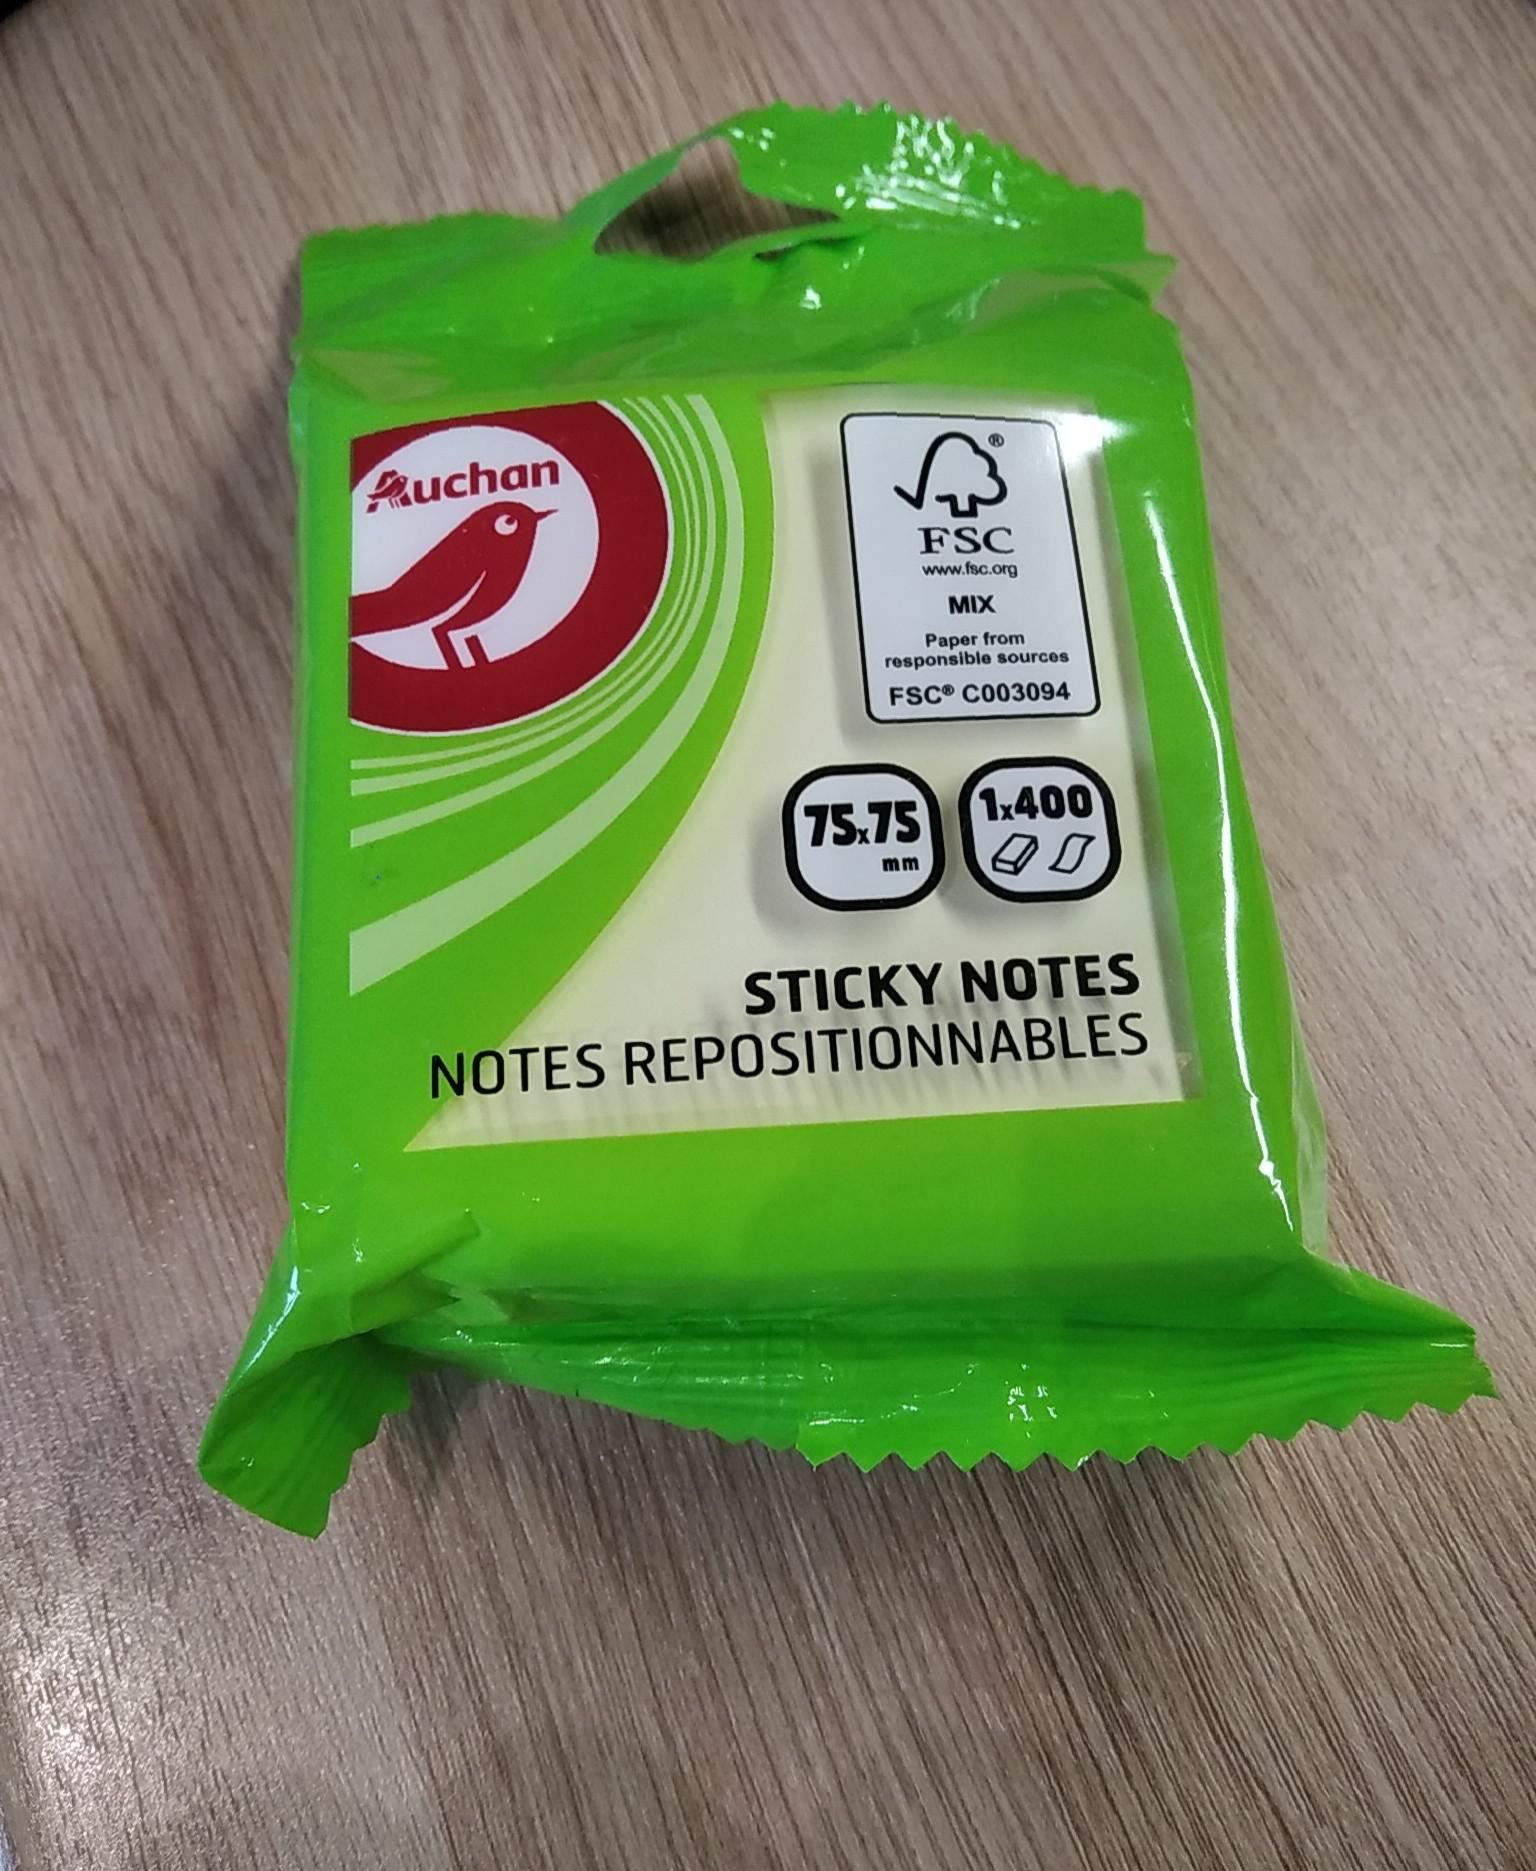 Auchan
®
FSC
www.fsc.org
MIX
Paper from
responsible sources
FSC® C003094
75x75
mm
1x400
STICKY NOTES
NOTES REPOSITIONNABLES